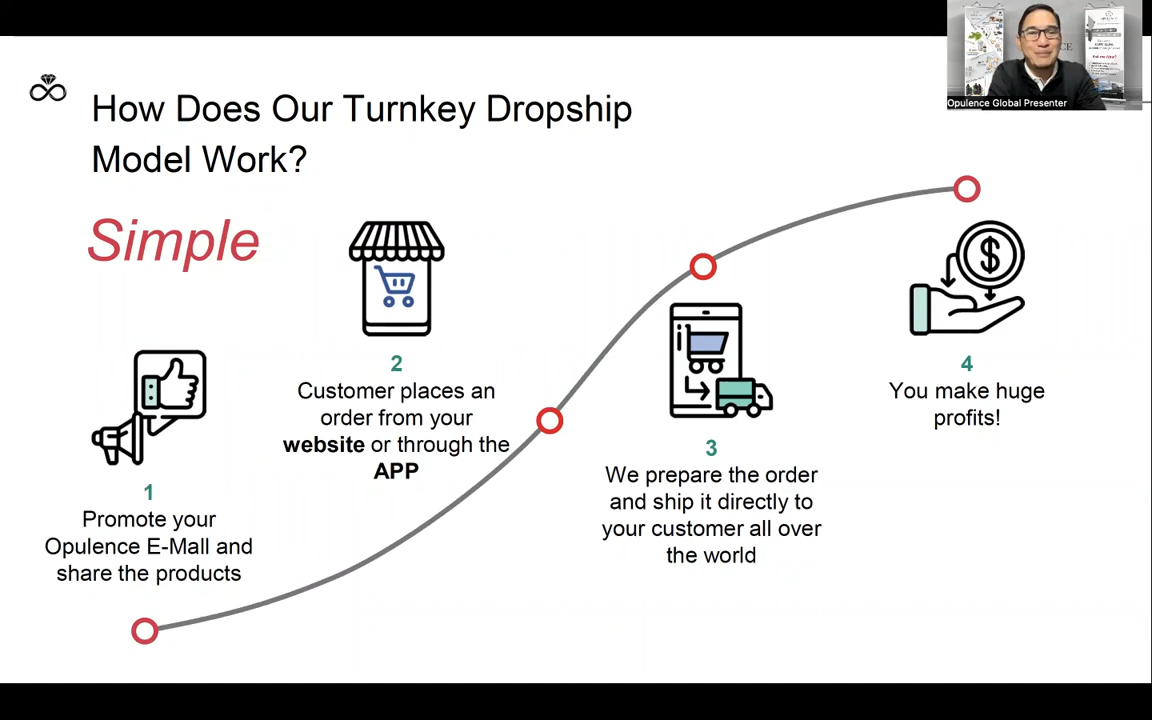 How Does Our Turnkey Dropship
Model Work?
Simple
1
Promote your
Opulence E-Mall and
share the products
2
Customer places an
order from your
website or through the
APP
3
We prepare the order
and ship it directly to
your customer all over
the world
4
You make huge
profits!
Opulence Global Presenter